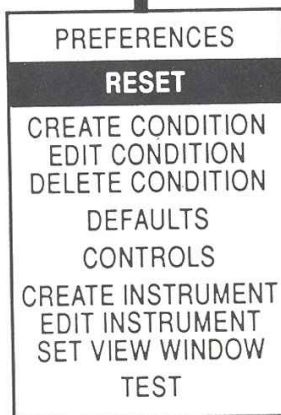 PREFERENCES
RESET
CREATE CONDITION
EDIT CONDITION
DELETE CONDITION
DEFAULTS
CONTROLS
CREATE INSTRUMENT
EDIT INSTRUMENT
SET VIEW WINDOW
TEST